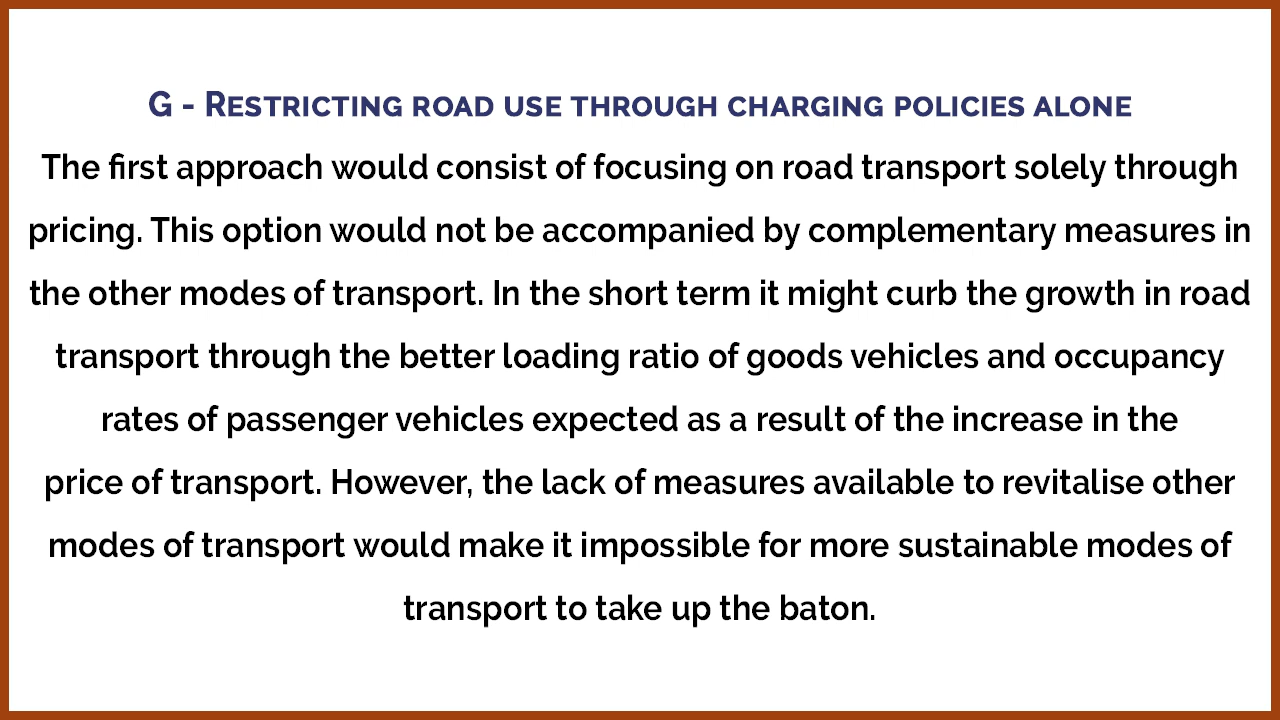 G - Restricting road use through charging policies alone
The first approach would consist of focusing on road transport solely through
pricing. This option would not be accompanied by complementary measures in
the other modes of transport. In the short term it might curb the growth in road
transport through the better loading ratio of goods vehicles and occupancy
rates of passenger vehicles expected as a result of the increase in the
price of transport. However, the lack of measures available to revitalise other
modes of transport would make it impossible for more sustainable modes of
transport to take up the baton.